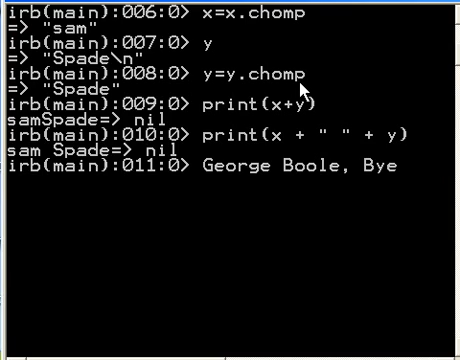 irb(main):006:0> x=x.chomp
=> "sam"
irb(main):007:0> y
=> "Spade\n"
irb(main):008:0> y=y.chomp
=> "Spade"
irb(main):009:0> print(x+y)
samSpade=> nil
irb(main):010:0> print(x + " " + y)
sam Spade=> nil
irb(main):011:0> George Boole, Bye